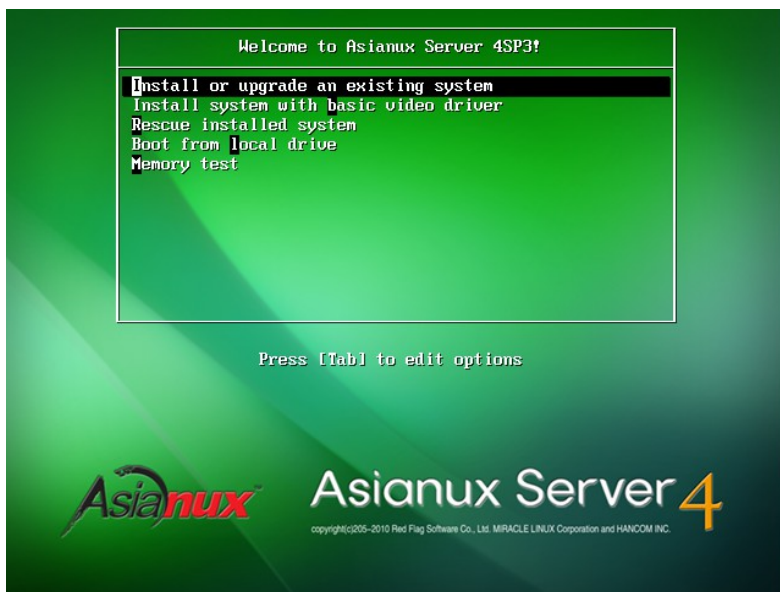 Welcome to Asianux Server 4SP3!
Install or upgrade an existing system
Install system with basic video driver
Rescue installed system
Boot from local drive
Memory test
Press [Tab] to edit options
Asianux™
Asianux Server 4
copyright(c)205-2010 Red Flag Software Co., Ltd. MIRACLE LINUX Corporation and HANCOM INC.